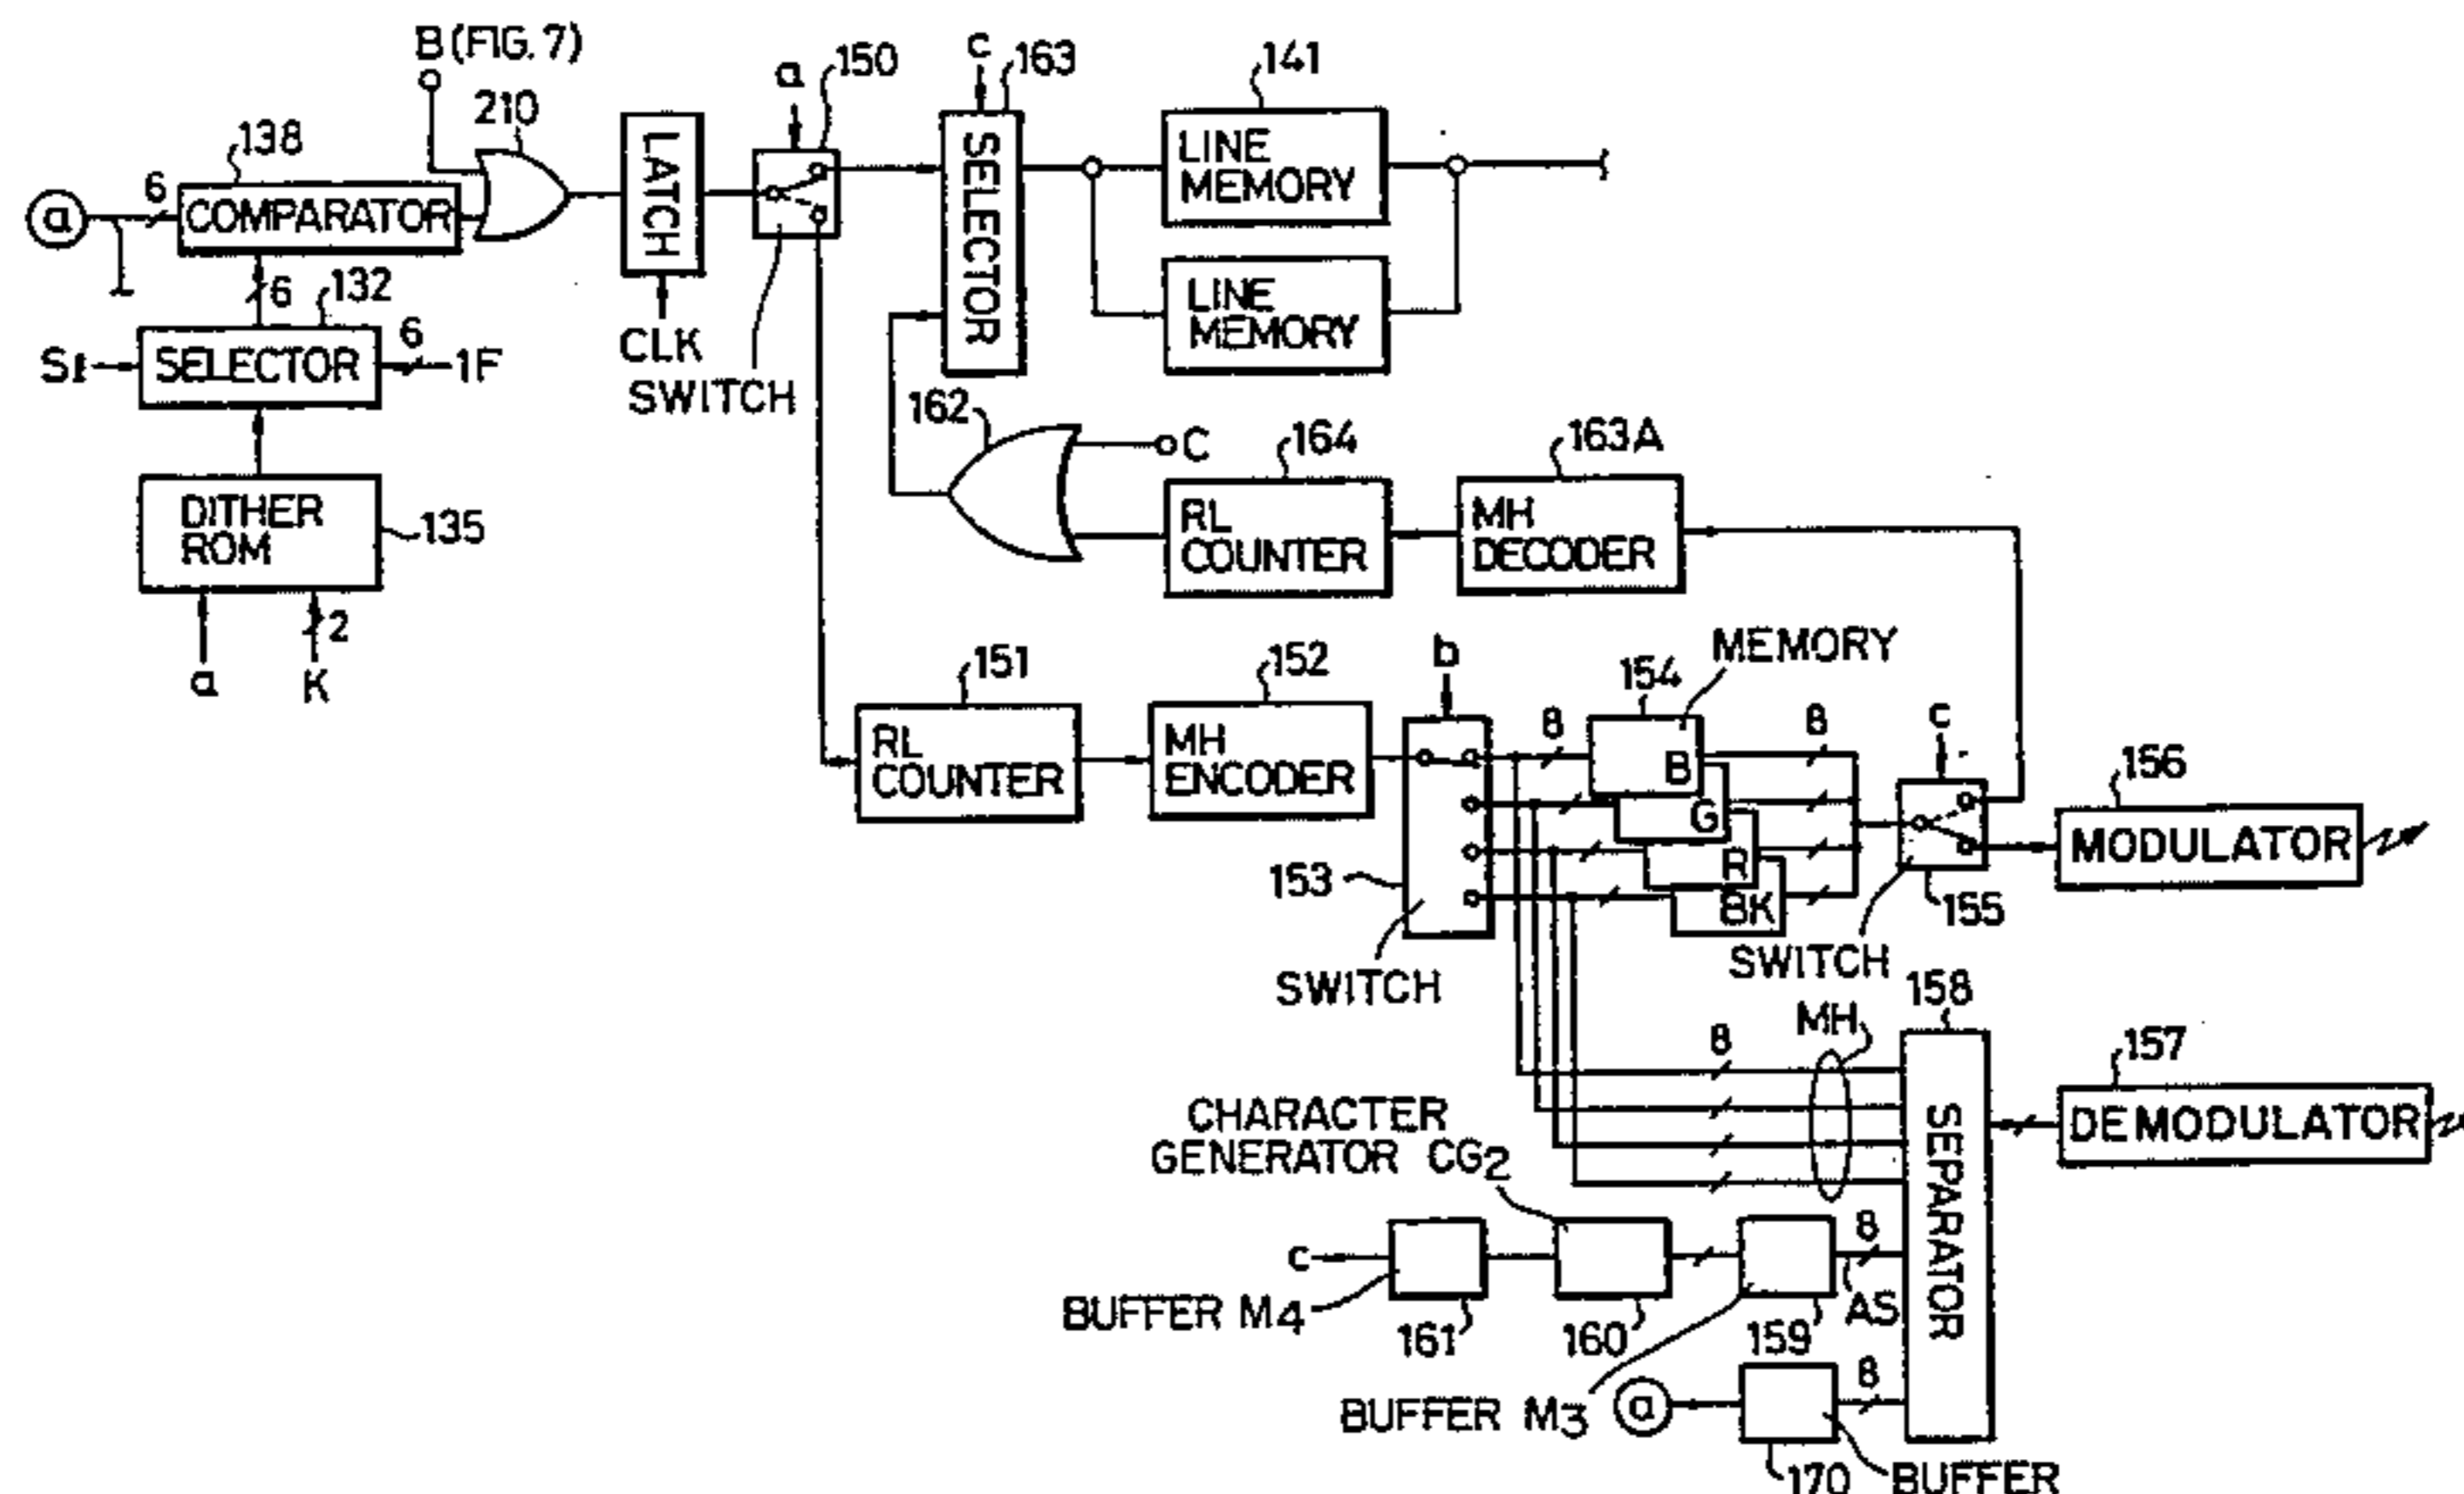 B (FIG. 7)
210
138
a
6
COMPARATOR
LATCH
CLK
a
150
SWITCH
c
163
SELECTOR
141
LINE
MEMORY
LINE
MEMORY
6
132
S1
SELECTOR
6
1F
DITHER
ROM
135
a
2
K
162
C
164
RL
COUNTER
163A
MH
DECODER
151
RL
COUNTER
152
MH
ENCODER
b
153
SWITCH
8
154
MEMORY
B
G
R
BK
8
c
155
SWITCH
156
MODULATOR
8
MH
158
SEPARATOR
157
DEMODULATOR
CHARACTER
GENERATOR CG2
c
BUFFER M4
161
160
159
8
AS
BUFFER M3
a
8
170
BUFFER